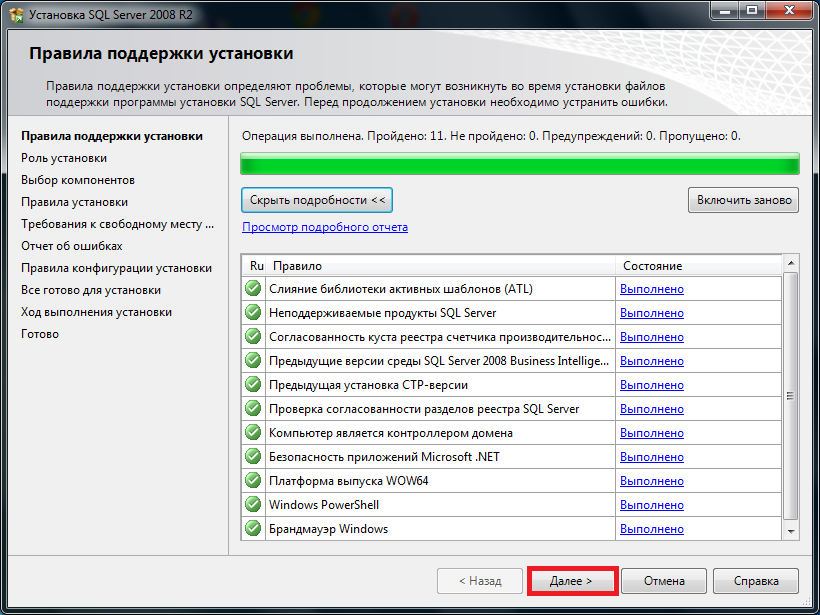 Установка SQL Server 2008 R2
Правила поддержки установки
Правила поддержки установки определяют проблемы, которые могут возникнуть во время установки файлов
поддержки программы установки SQL Server. Перед продолжением установки необходимо устранить ошибки.
Правила поддержки установки
Роль установки
Выбор компонентов
Правила установки
Требования к свободному месту ...
Отчет об ошибках
Правила конфигурации установки
Все готово для установки
Ход выполнения установки
Готово
Операция выполнена. Пройдено: 11. Не пройдено: 0. Предупреждений: 0. Пропущено: 0.
Скрыть подробности <<
Включить заново
Просмотр подробного отчета
Ru Правило Состояние
Слияние библиотеки активных шаблонов (ATL) Выполнено
Неподдерживаемые продукты SQL Server Выполнено
Согласованность куста реестра счетчика производительнос... Выполнено
Предыдущие версии среды SQL Server 2008 Business Intellige... Выполнено
Предыдущая установка CTP-версии Выполнено
Проверка согласованности разделов реестра SQL Server Выполнено
Компьютер является контроллером домена Выполнено
Безопасность приложений Microsoft .NET Выполнено
Платформа выпуска WOW64 Выполнено
Windows PowerShell Выполнено
Брандмауэр Windows Выполнено
< Назад Далее > Отмена Справка